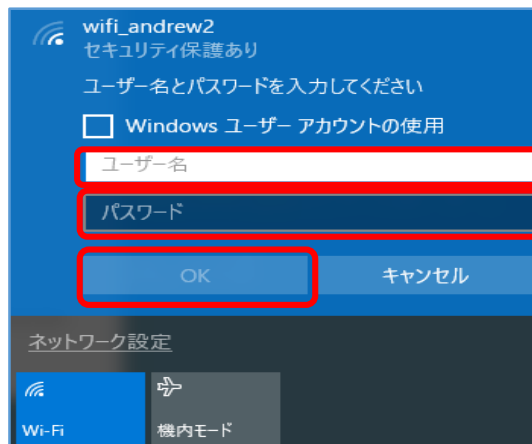 wifi_andrew2
セキュリティ保護あり
ユーザー名とパスワードを入力してください
Windows ユーザー アカウントの使用
ユーザー名
パスワード
OK キャンセル
ネットワーク設定
Wi-Fi 機内モード